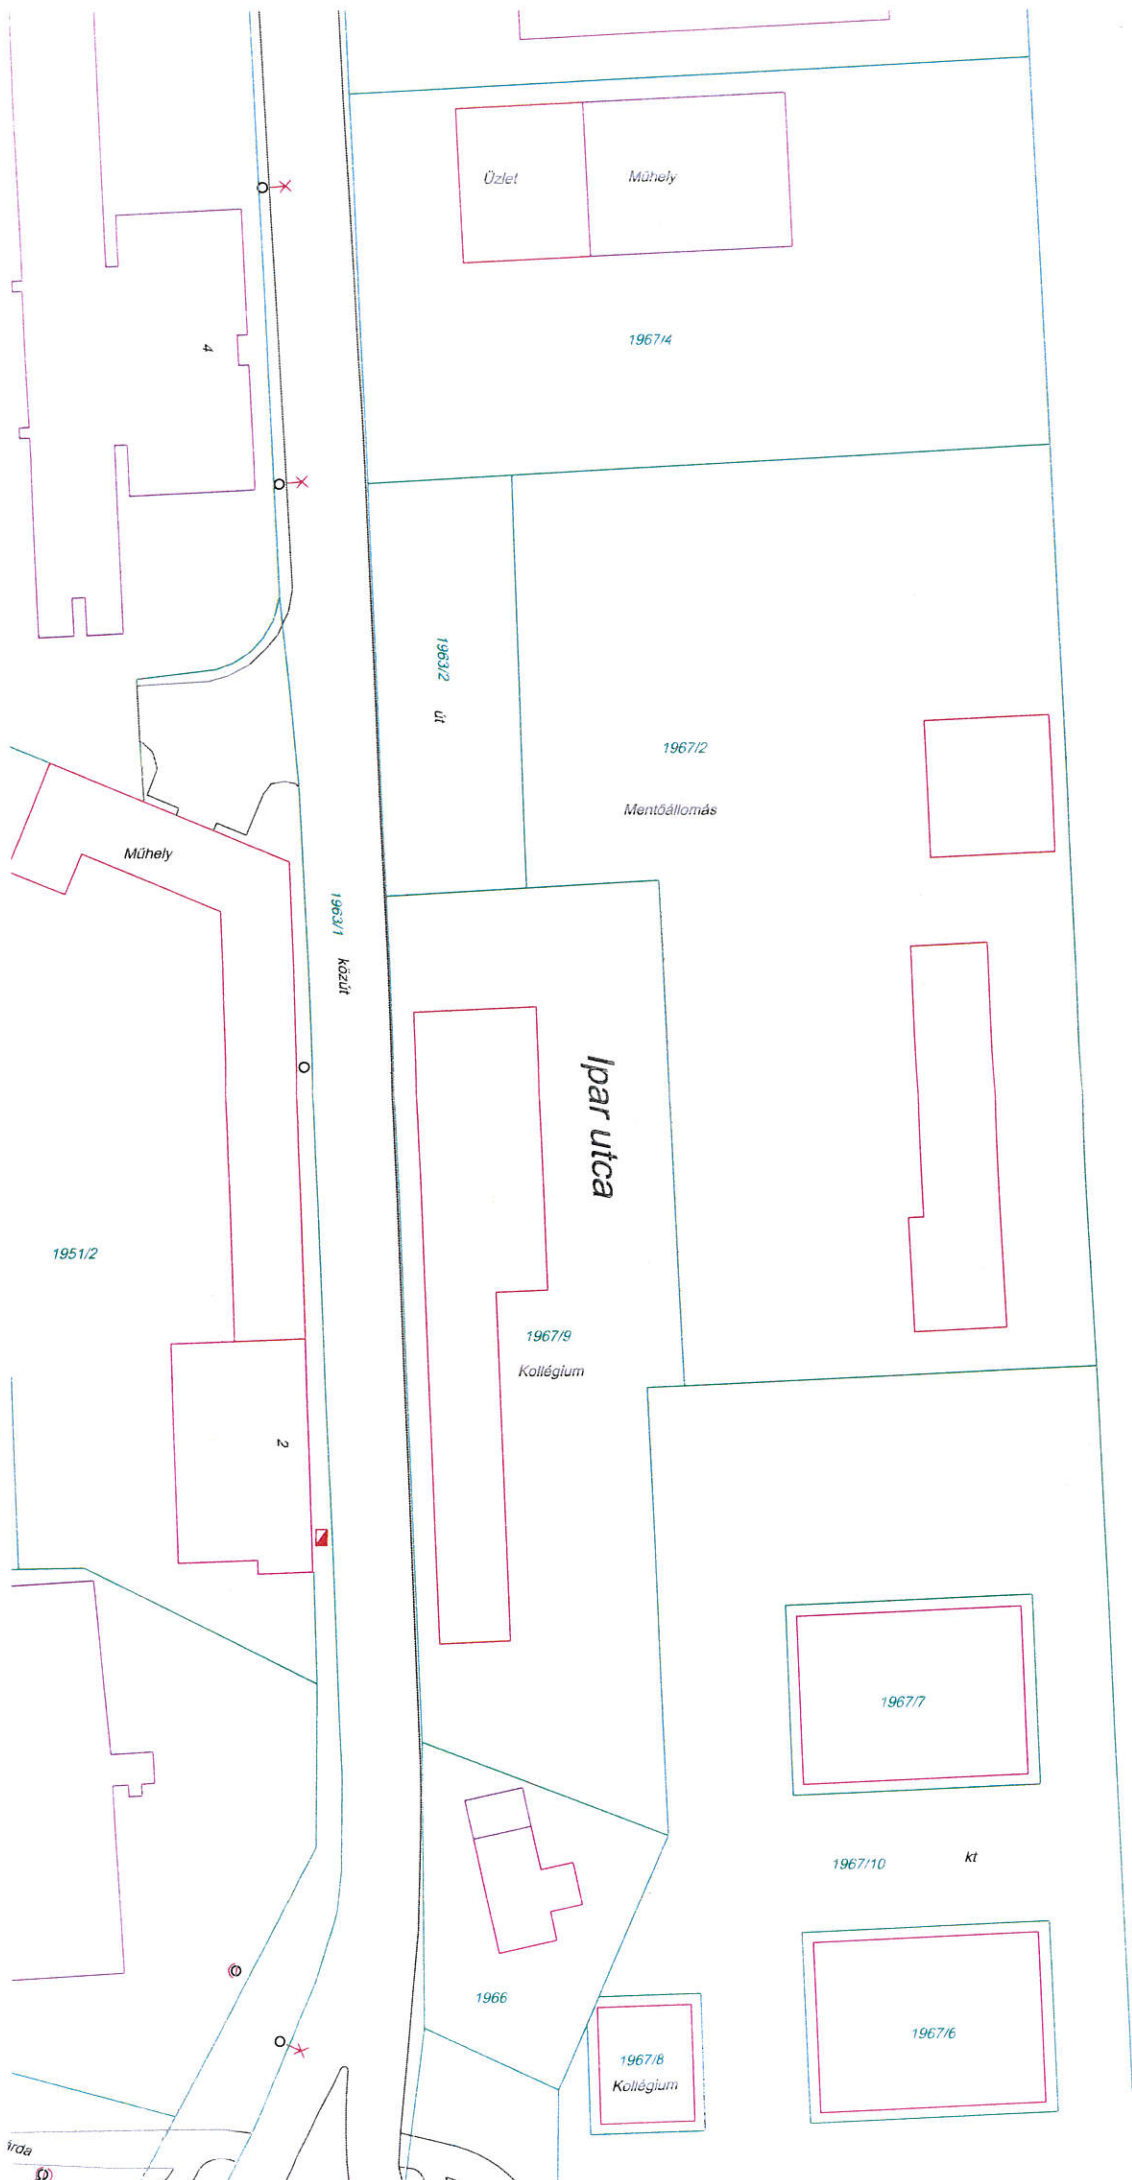 Üzlet
Műhely
1967/4
4
1963/2 út
1967/2
Mentőállomás
Műhely
1963/1 közút
Ipar utca
1951/2
1967/9
Kollégium
2
1967/7
1967/10 kt
1966
1967/6
1967/8
Kollégium
árda